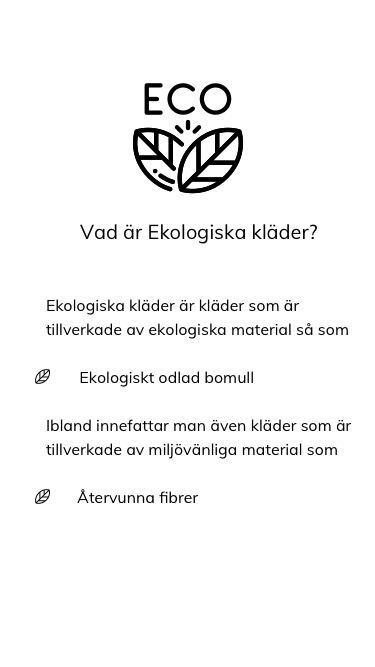 ECO
Vad är Ekologiska kläder?
Ekologiska kläder är kläder som är
tillverkade av ekologiska material så som
Ekologiskt odlad bomull
Ibland innefattar man även kläder som är
tillverkade av miljövänliga material som
Återvunna fibrer